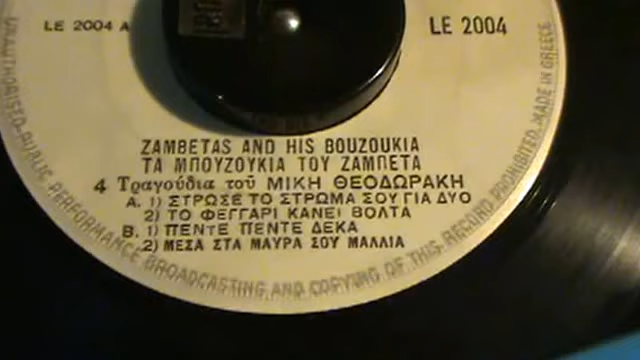 LE 2004 A
LE 2004
ZAMBETAS AND HIS BOUZOUKIA
ΤΑ ΜΠΟΥΖΟΥΚΙΑ ΤΟΥ ΖΑΜΠΕΤΑ
4 Τραγούδια τοῦ ΜΙΚΗ ΘΕΟΔΩΡΑΚΗ
A. 1) ΣΤΡΩΣΕ ΤΟ ΣΤΡΩΜΑ ΣΟΥ ΓΙΑ ΔΥΟ
2) ΤΟ ΦΕΓΓΑΡΙ ΚΑΝΕΙ ΒΟΛΤΑ
B. 1) ΠΕΝΤΕ ΠΕΝΤΕ ΔΕΚΑ
2) ΜΕΣΑ ΣΤΑ ΜΑΥΡΑ ΣΟΥ ΜΑΛΛΙΑ
UNAUTHORISED PUBLIC PERFORMANCE BROADCASTING AND COPYING OF THIS RECORD PROHIBITED. MADE IN GREECE